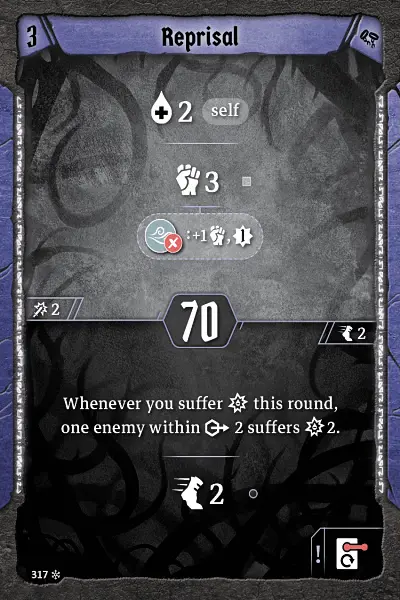 3
Reprisal
2 self
3
:+1 , 1
2
70
2
Whenever you suffer this round,
one enemy within 2 suffers 2.
2
!
317